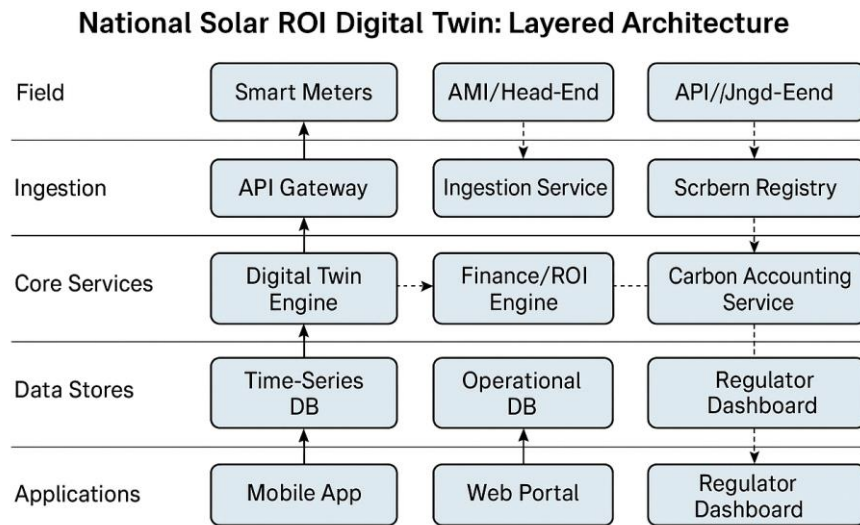 National Solar ROI Digital Twin: Layered Architecture
Field
Smart Meters
AMI/Head-End
API//Jngd-Eend
Ingestion
API Gateway
Ingestion Service
Scrbern Registry
Core Services
Digital Twin
Engine
Finance/ROI
Engine
Carbon Accounting
Service
Data Stores
Time-Series
DB
Operational
DB
Regulator
Dashboard
Applications
Mobile App
Web Portal
Regulator
Dashboard